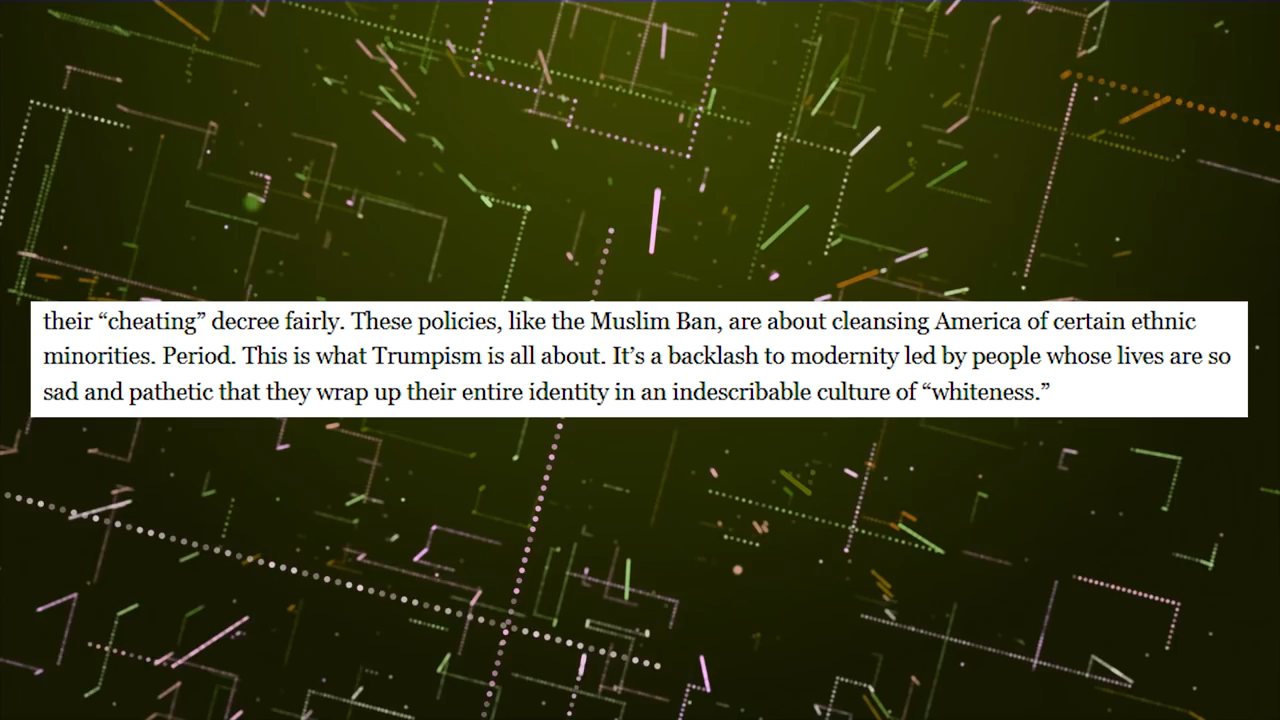 their “cheating” decree fairly. These policies, like the Muslim Ban, are about cleansing America of certain ethnic
minorities. Period. This is what Trumpism is all about. It’s a backlash to modernity led by people whose lives are so
sad and pathetic that they wrap up their entire identity in an indescribable culture of “whiteness.”